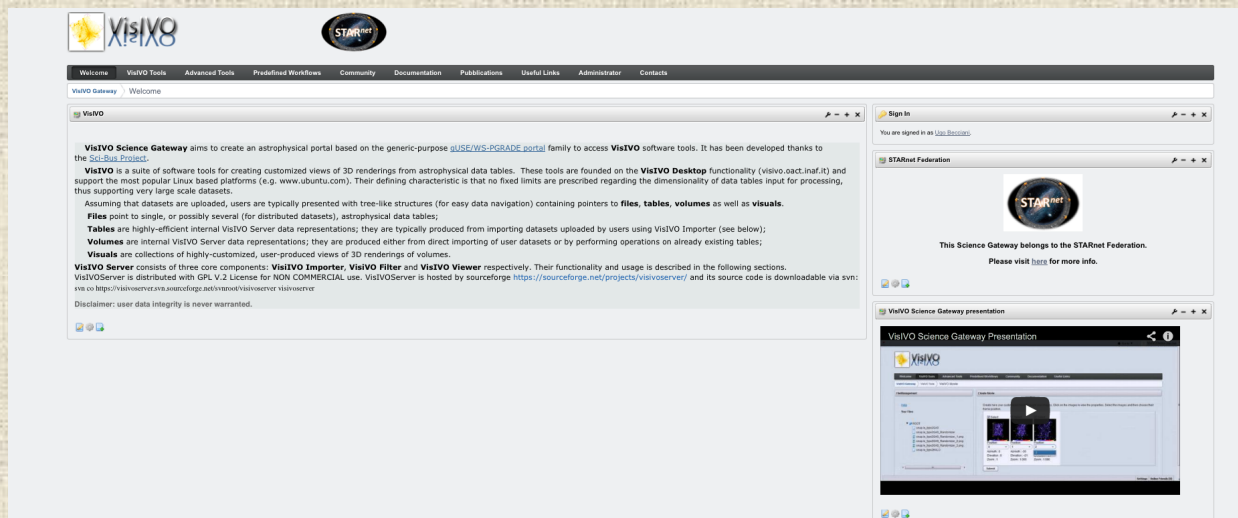 VisIVO
STARnet
Welcome VisIVO Tools Advanced Tools Predefined Workflows Community Documentation Pubblications Useful Links Administrator Contacts
VisIVO Gateway Welcome
VisIVO
VisIVO Science Gateway aims to create an astrophysical portal based on the generic-purpose gUSE/WS-PGRADE portal family to access VisIVO software tools. It has been developed thanks to
the Sci-Bus Project.
VisIVO is a suite of software tools for creating customized views of 3D renderings from astrophysical data tables. These tools are founded on the VisIVO Desktop functionality (visivo.oact.inaf.it) and
support the most popular Linux based platforms (e.g. www.ubuntu.com). Their defining characteristic is that no fixed limits are prescribed regarding the dimensionality of data tables input for processing,
thus supporting very large scale datasets.
Assuming that datasets are uploaded, users are typically presented with tree-like structures (for easy data navigation) containing pointers to files, tables, volumes as well as visuals.
Files point to single, or possibly several (for distributed datasets), astrophysical data tables;
Tables are highly-efficient internal VisIVO Server data representations; they are typically produced from importing datasets uploaded by users using VisIVO Importer (see below);
Volumes are internal VisIVO Server data representations; they are produced either from direct importing of user datasets or by performing operations on already existing tables;
Visuals are collections of highly-customized, user-produced views of 3D renderings of volumes.
VisIVO Server consists of three core components: VisiIVO Importer, VisiVO Filter and VisIVO Viewer respectively. Their functionality and usage is described in the following sections.
VisIVOServer is distributed with GPL V.2 License for NON COMMERCIAL use. VisIVOServer is hosted by sourceforge https://sourceforge.net/projects/visivoserver/ and its source code is downloadable via svn:
svn co https://visivoserver.svn.sourceforge.net/svnroot/visivoserver visivoserver
Disclaimer: user data integrity is never warranted.
Sign In
You are signed in as Ugo Becciani.
STARnet Federation
STARnet
This Science Gateway belongs to the STARnet Federation.
Please visit here for more info.
VisIVO Science Gateway presentation
VisIVO Science Gateway Presentation
VisIVO